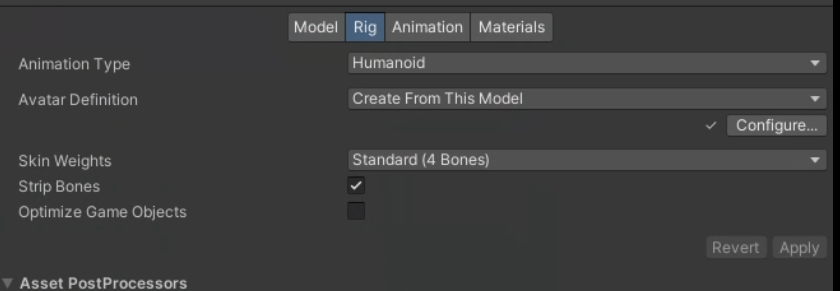 Model Rig Animation Materials
Animation Type Humanoid
Avatar Definition Create From This Model
Configure...
Skin Weights Standard (4 Bones)
Strip Bones
Optimize Game Objects
Revert Apply
Asset PostProcessors